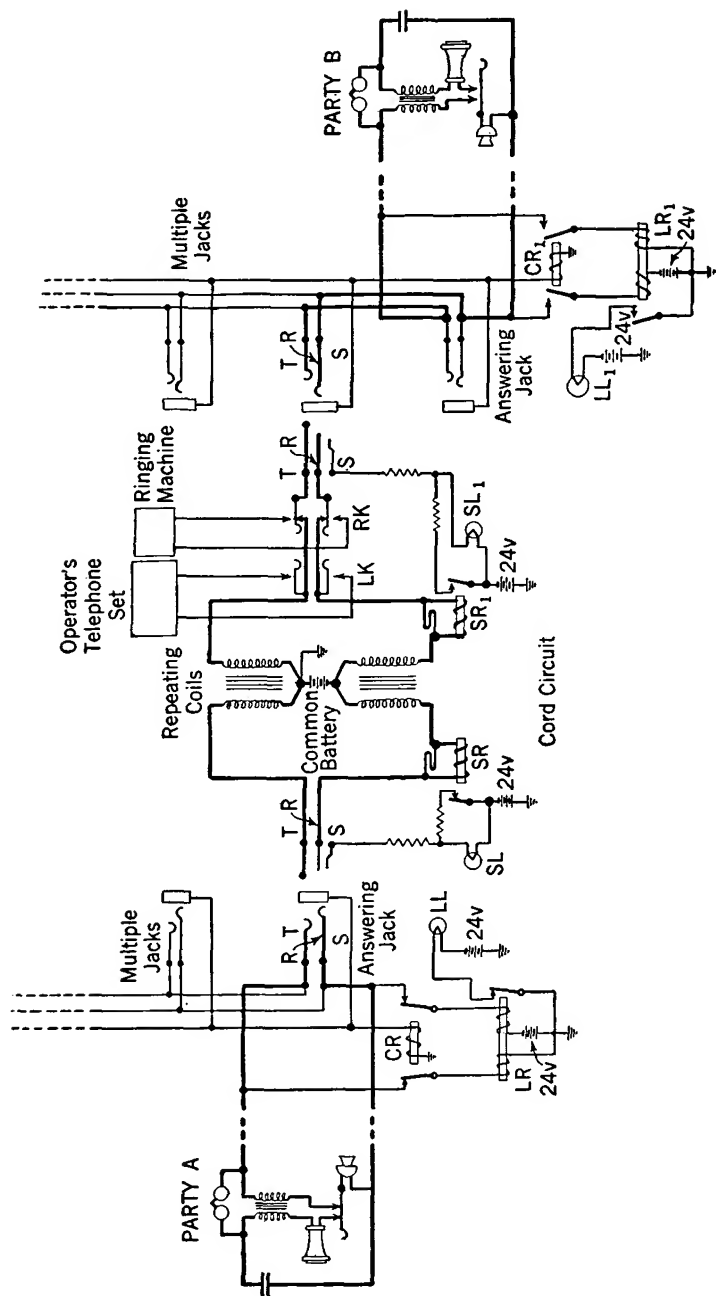 PARTY A
Multiple
Jacks
R
T
S
Answering
Jack
CR
LR
24v
LL
24v
T
R
S
SL
24v
SR
Repeating
Coils
Common
Battery
Operator's
Telephone
Set
Ringing
Machine
LK
RK
SR₁
24v
SL₁
T
R
S
Cord Circuit
Multiple Jacks
T
R
S
Answering
Jack
PARTY B
CR₁
LR₁
24v
24v
LL₁